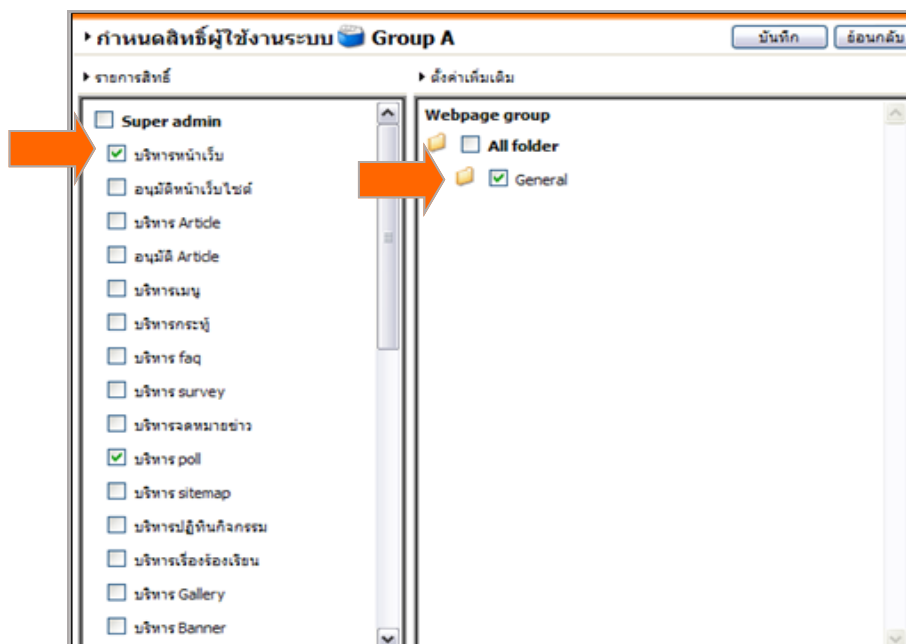 กำหนดสิทธิ์ผู้ใช้งานระบบ Group A
บันทึก
ย้อนกลับ
รายการสิทธิ์
Super admin
บริหารหน้าเว็บ
อนุมัติหน้าเว็บไซต์
บริหาร Article
อนุมัติ Article
บริหารเมนู
บริหารกระทู้
บริหาร faq
บริหาร survey
บริหารจดหมายข่าว
บริหาร poll
บริหาร sitemap
บริหารปฏิทินกิจกรรม
บริหารเรื่องร้องเรียน
บริหาร Gallery
บริหาร Banner
ตั้งค่าเพิ่มเติม
Webpage group
All folder
General